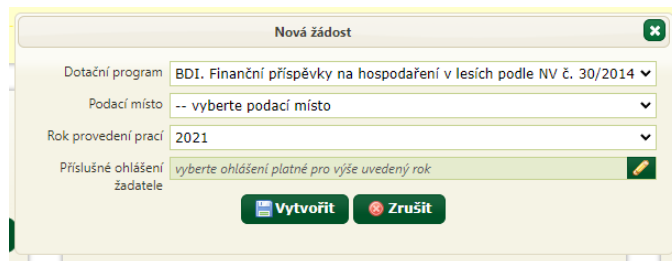 Nová žádost
Dotační program BDI. Finanční příspěvky na hospodaření v lesích podle NV č. 30/2014
Podací místo -- vyberte podací místo
Rok provedení prací 2021
Příslušné ohlášení vyberte ohlášení platné pro výše uvedený rok
žadatele
Vytvořit Zrušit